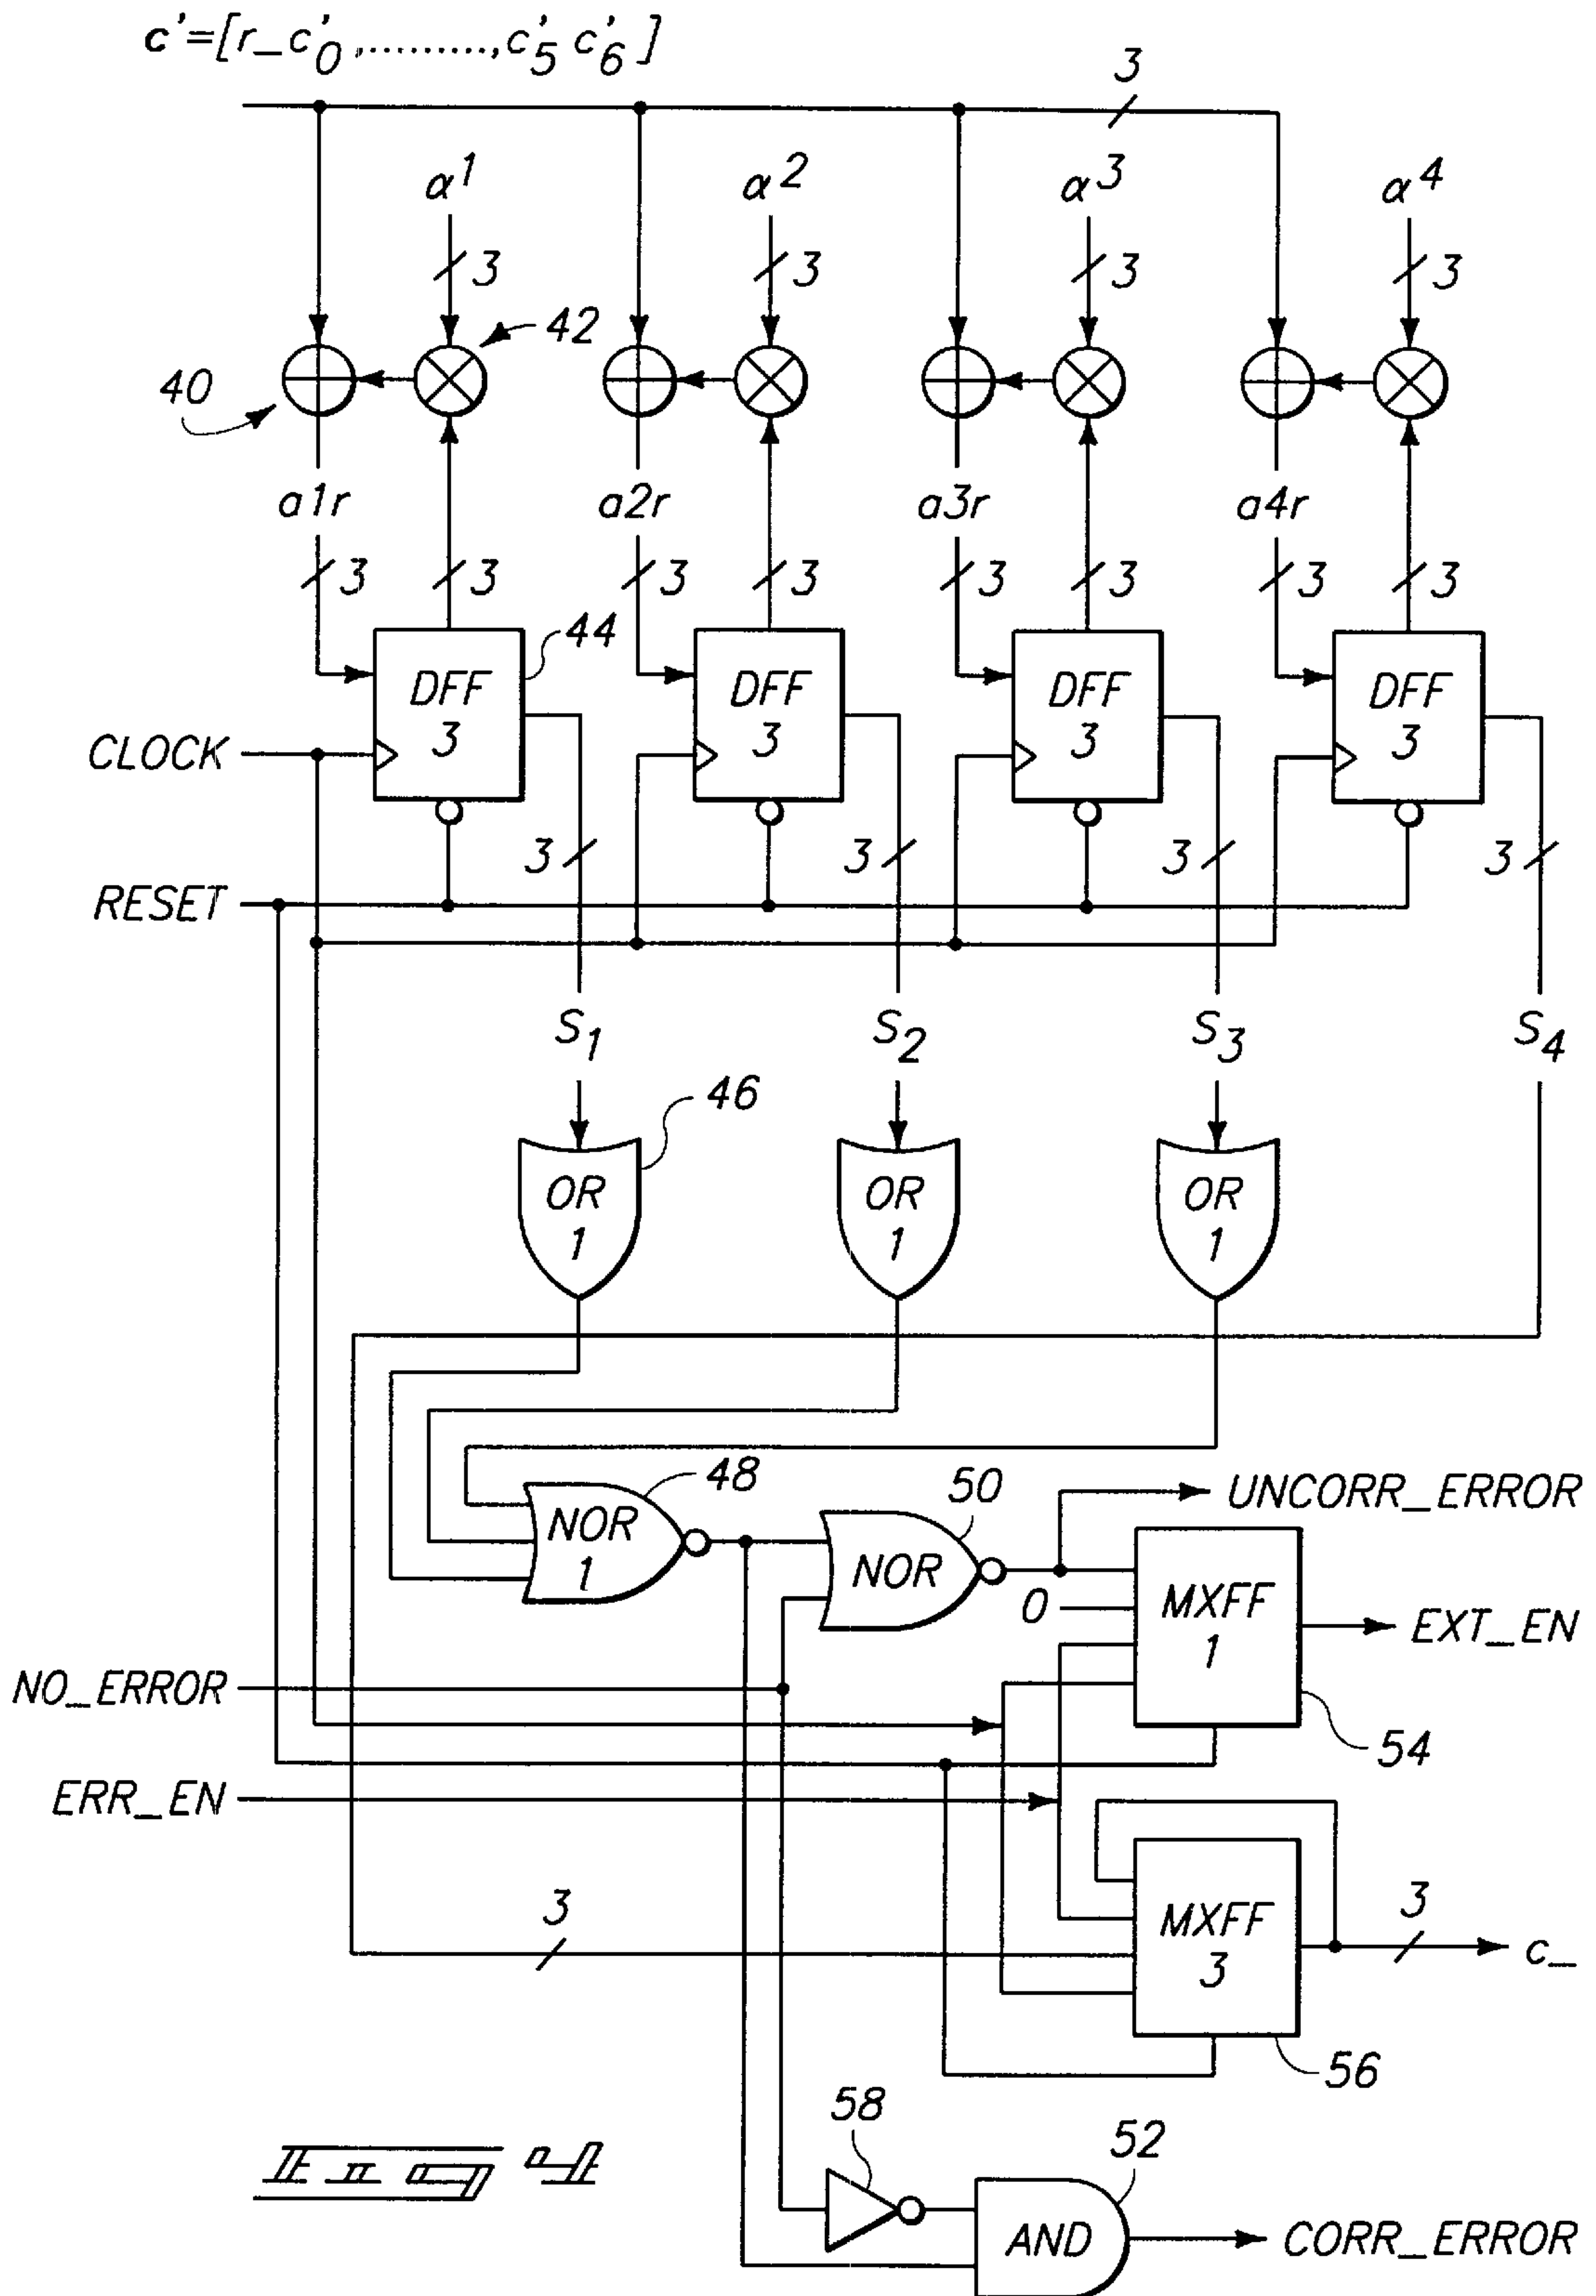 c'=[r_c'0,.........,c'5 c'6]
3
α1 α2 α3 α4
3 3 3 3
42
40
a1r a2r a3r a4r
3 3 3 3 3 3 3 3
44
DFF 3 DFF 3 DFF 3 DFF 3
CLOCK
3 3 3 3
RESET
S1 S2 S3 S4
46
OR 1 OR 1 OR 1
48
50
UNCORR_ERROR
NOR 1
NOR
0
MXFF 1
EXT_EN
NO_ERROR
54
ERR_EN
3
MXFF 3
3
c_
56
58
52
AND
CORR_ERROR
Fig 4